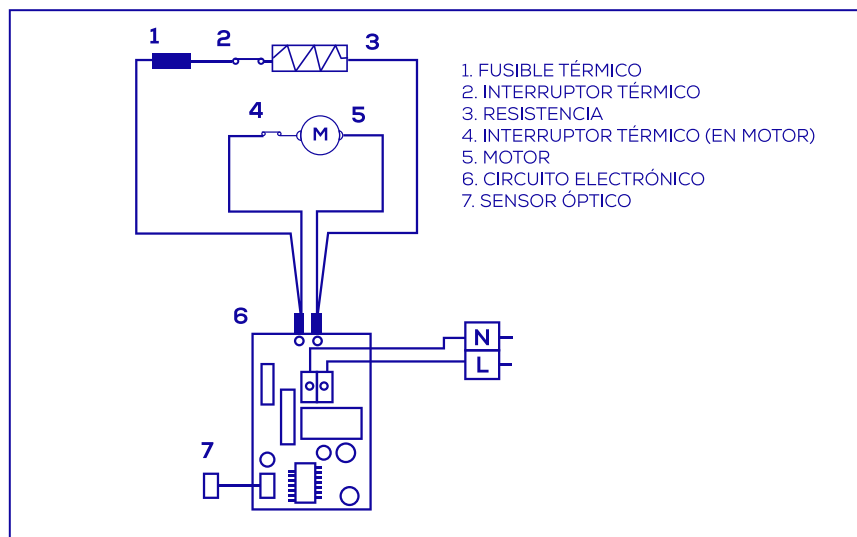 1
2
3
4
5
M
1. FUSIBLE TÉRMICO
2. INTERRUPTOR TÉRMICO
3. RESISTENCIA
4. INTERRUPTOR TÉRMICO (EN MOTOR)
5. MOTOR
6. CIRCUITO ELECTRÓNICO
7. SENSOR ÓPTICO
6
N
L
7